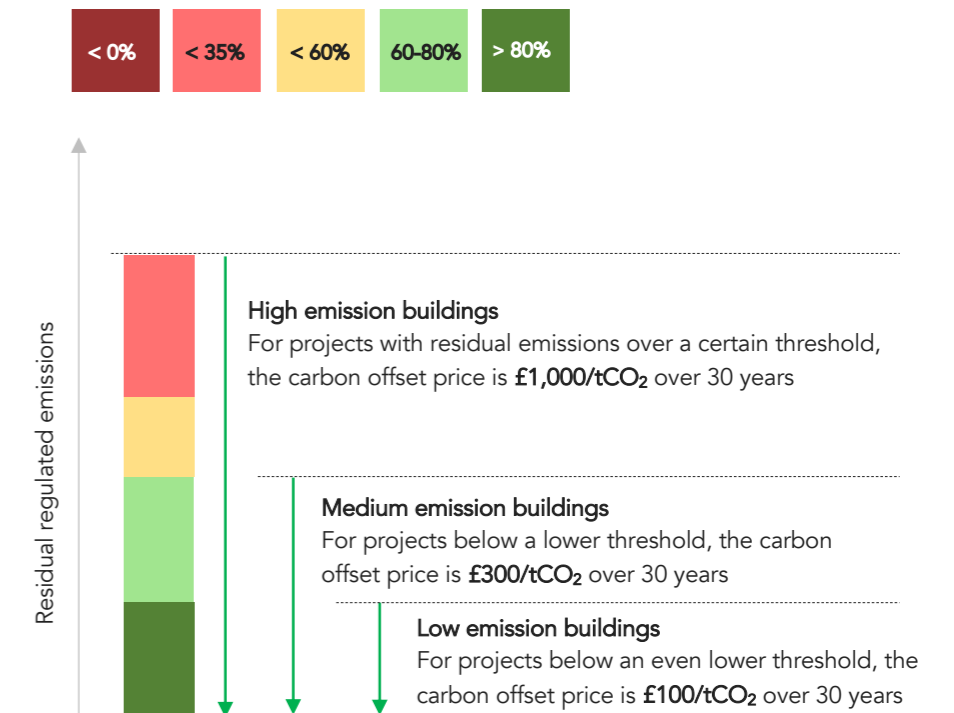 < 0%
< 35%
< 60%
60-80%
> 80%
Residual regulated emissions
High emission buildings
For projects with residual emissions over a certain threshold,
the carbon offset price is £1,000/tCO₂ over 30 years
Medium emission buildings
For projects below a lower threshold, the carbon
offset price is £300/tCO₂ over 30 years
Low emission buildings
For projects below an even lower threshold, the
carbon offset price is £100/tCO₂ over 30 years